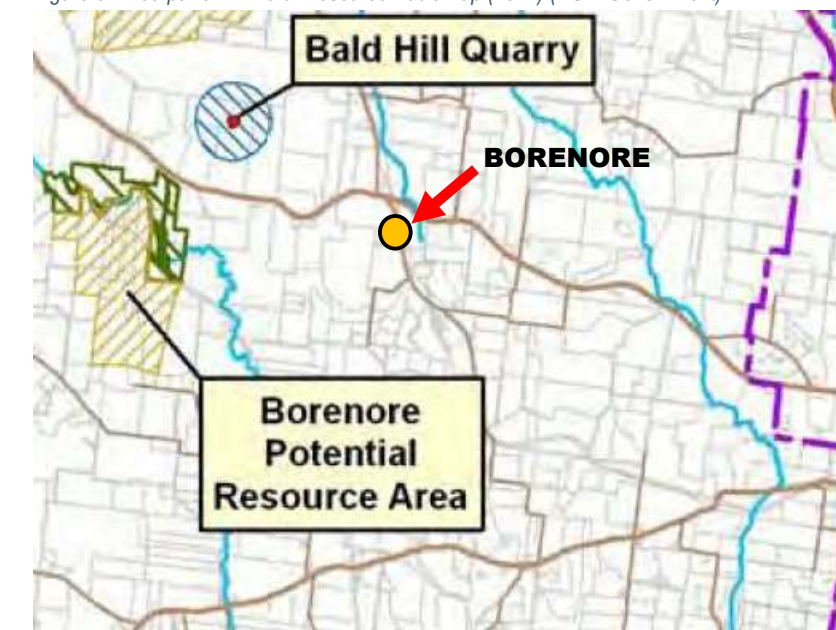 Bald Hill Quarry
BORENORE
Borenore
Potential
Resource Area